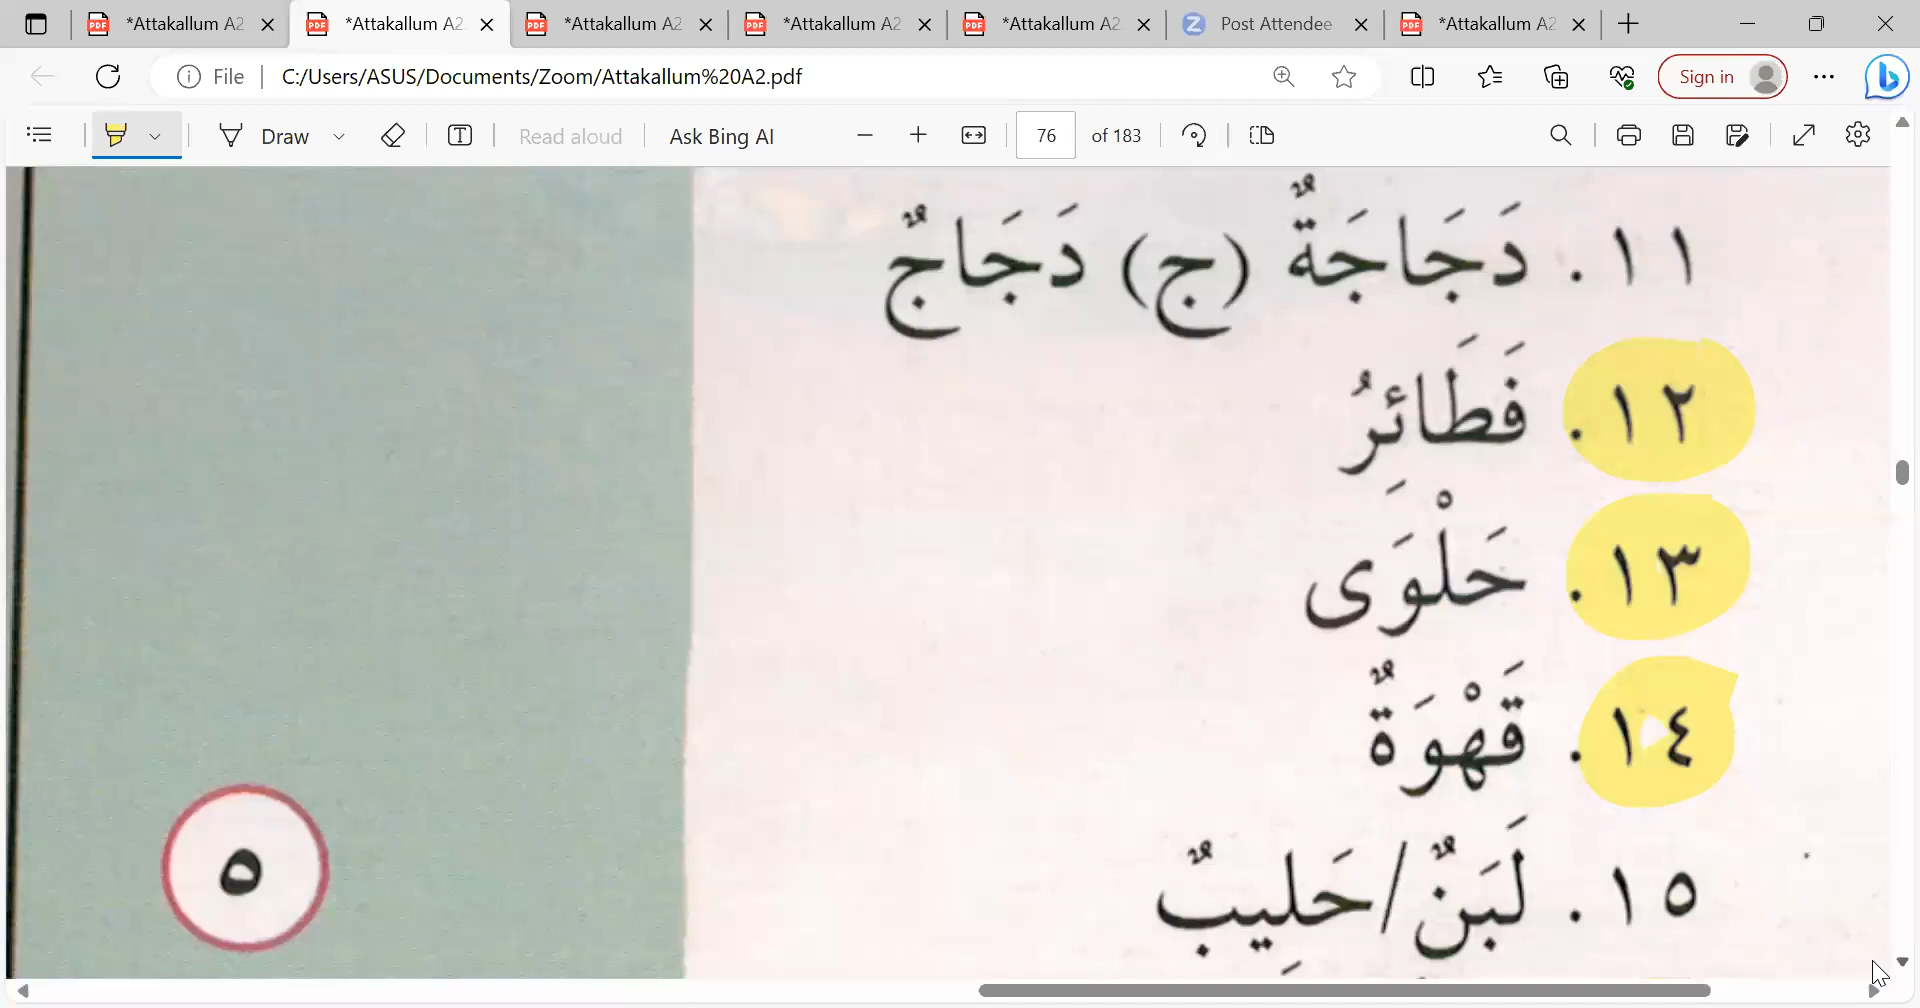 *Attakallum A2
*Attakallum A2
*Attakallum A2
*Attakallum A2
*Attakallum A2
Post Attendee
*Attakallum A2
File
C:/Users/ASUS/Documents/Zoom/Attakallum%20A2.pdf
Sign in
Draw
Read aloud
Ask Bing AI
76 of 183
١١. دَجَاجَةٌ (ج) دَجَاجٌ
١٢. فَطَائِرُ
١٣. حَلْوَى
١٤. قَهْوَةٌ
١٥. لَبَنٌ/حَلِيبٌ
٥